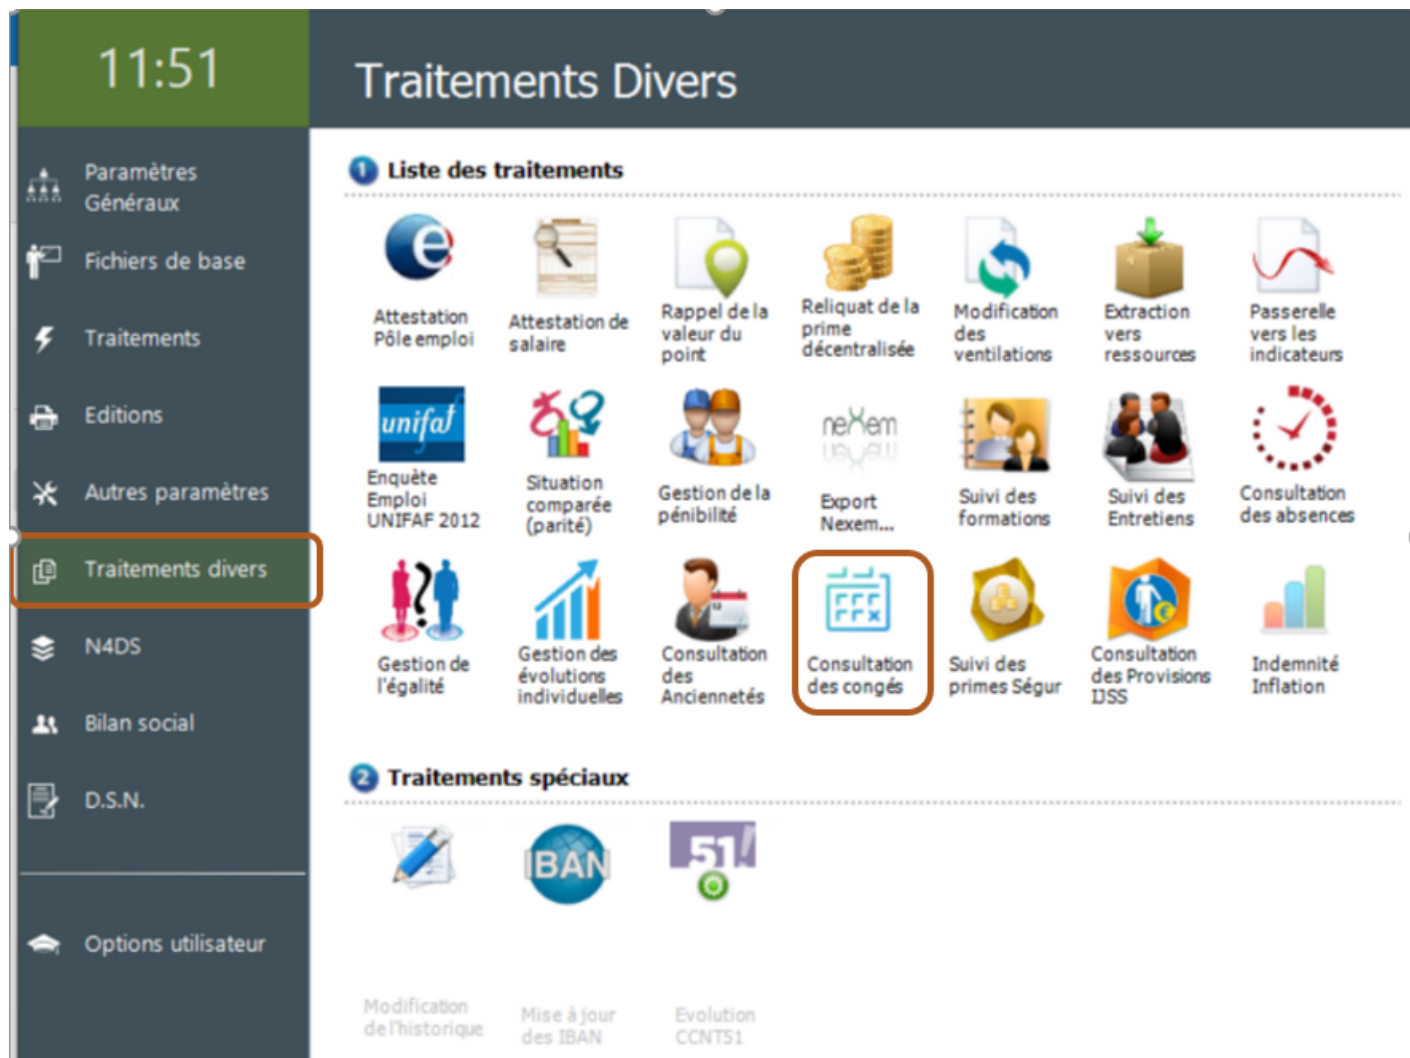 11:51
Traitements Divers
Paramètres
Généraux
Fichiers de base
Traitements
Editions
Autres paramètres
Traitements divers
N4DS
Bilan social
D.S.N.
Options utilisateur
1 Liste des traitements
Attestation
Pôle emploi
Attestation de
salaire
Rappel de la
valeur du
point
Reliquat de la
prime
décentralisée
Modification
des
ventilations
Extraction
vers
ressources
Passerelle
vers les
indicateurs
unifaf
Enquète
Emploi
UNIFAF 2012
Situation
comparée
(parité)
Gestion de la
pénibilité
nexem
Export
Nexem...
Suivi des
formations
Suivi des
Entretiens
Consultation
des absences
Gestion de
l'égalité
Gestion des
évolutions
individuelles
12
Consultation
des
Anciennetés
Consultation
des congés
Suivi des
primes Ségur
Consultation
des Provisions
IJSS
Indemnité
Inflation
2 Traitements spéciaux
Modification
de l'historique
IBAN
Mise à jour
des IBAN
51!
Evolution
CCNT51